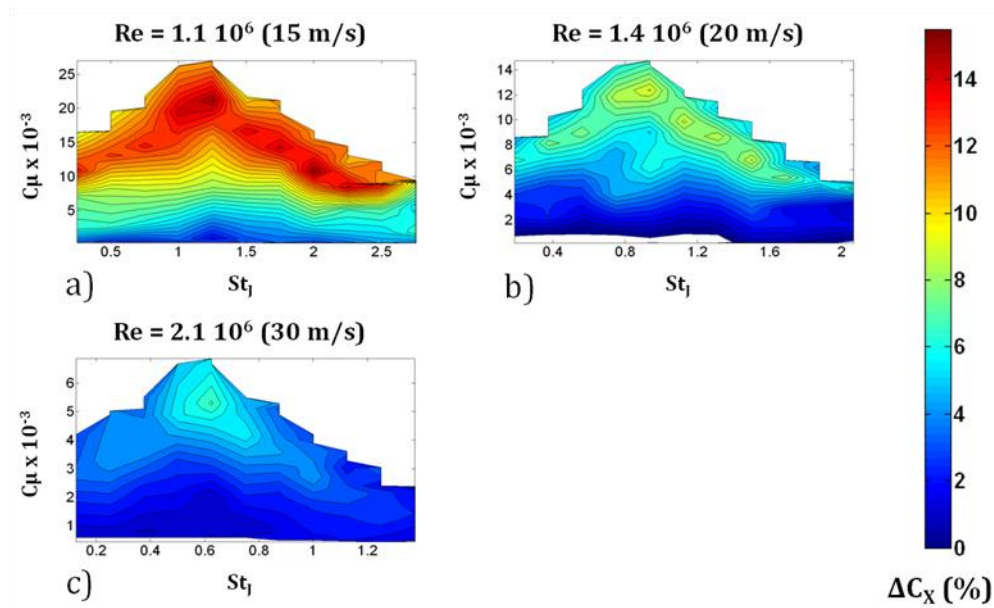 Re = 1.1 10⁶ (15 m/s)
Cμ x 10⁻³
25
20
15
10
5
0.5 1 1.5 2 2.5
a) St_J
Re = 1.4 10⁶ (20 m/s)
Cμ x 10⁻³
14
12
10
8
6
4
2
0.4 0.8 1.2 1.6 2
b) St_J
Re = 2.1 10⁶ (30 m/s)
Cμ x 10⁻³
6
5
4
3
2
1
0.2 0.4 0.6 0.8 1 1.2
c) St_J
14
12
10
8
6
4
2
0
ΔC_X (%)